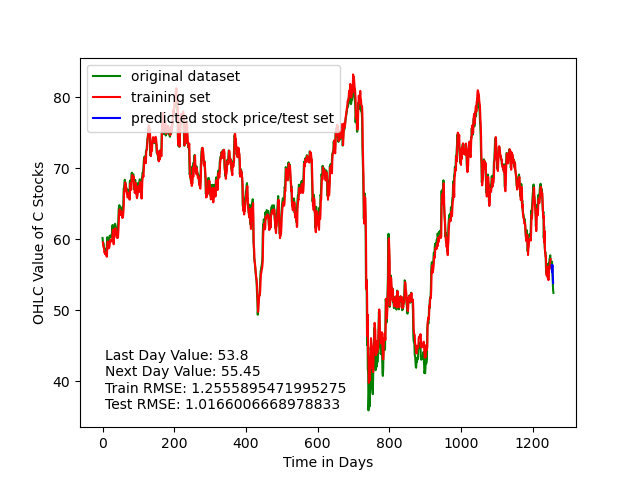 original dataset
training set
predicted stock price/test set
80
70
60
50
40
OHLC Value of C Stocks
Last Day Value: 53.8
Next Day Value: 55.45
Train RMSE: 1.2555895471995275
Test RMSE: 1.0166006668978833
0 200 400 600 800 1000 1200
Time in Days